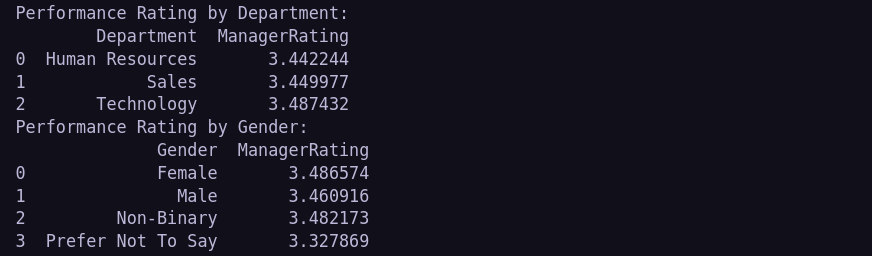 Performance Rating by Department:
        Department  ManagerRating
0  Human Resources       3.442244
1            Sales       3.449977
2       Technology       3.487432
Performance Rating by Gender:
              Gender  ManagerRating
0             Female       3.486574
1               Male       3.460916
2         Non-Binary       3.482173
3  Prefer Not To Say       3.327869